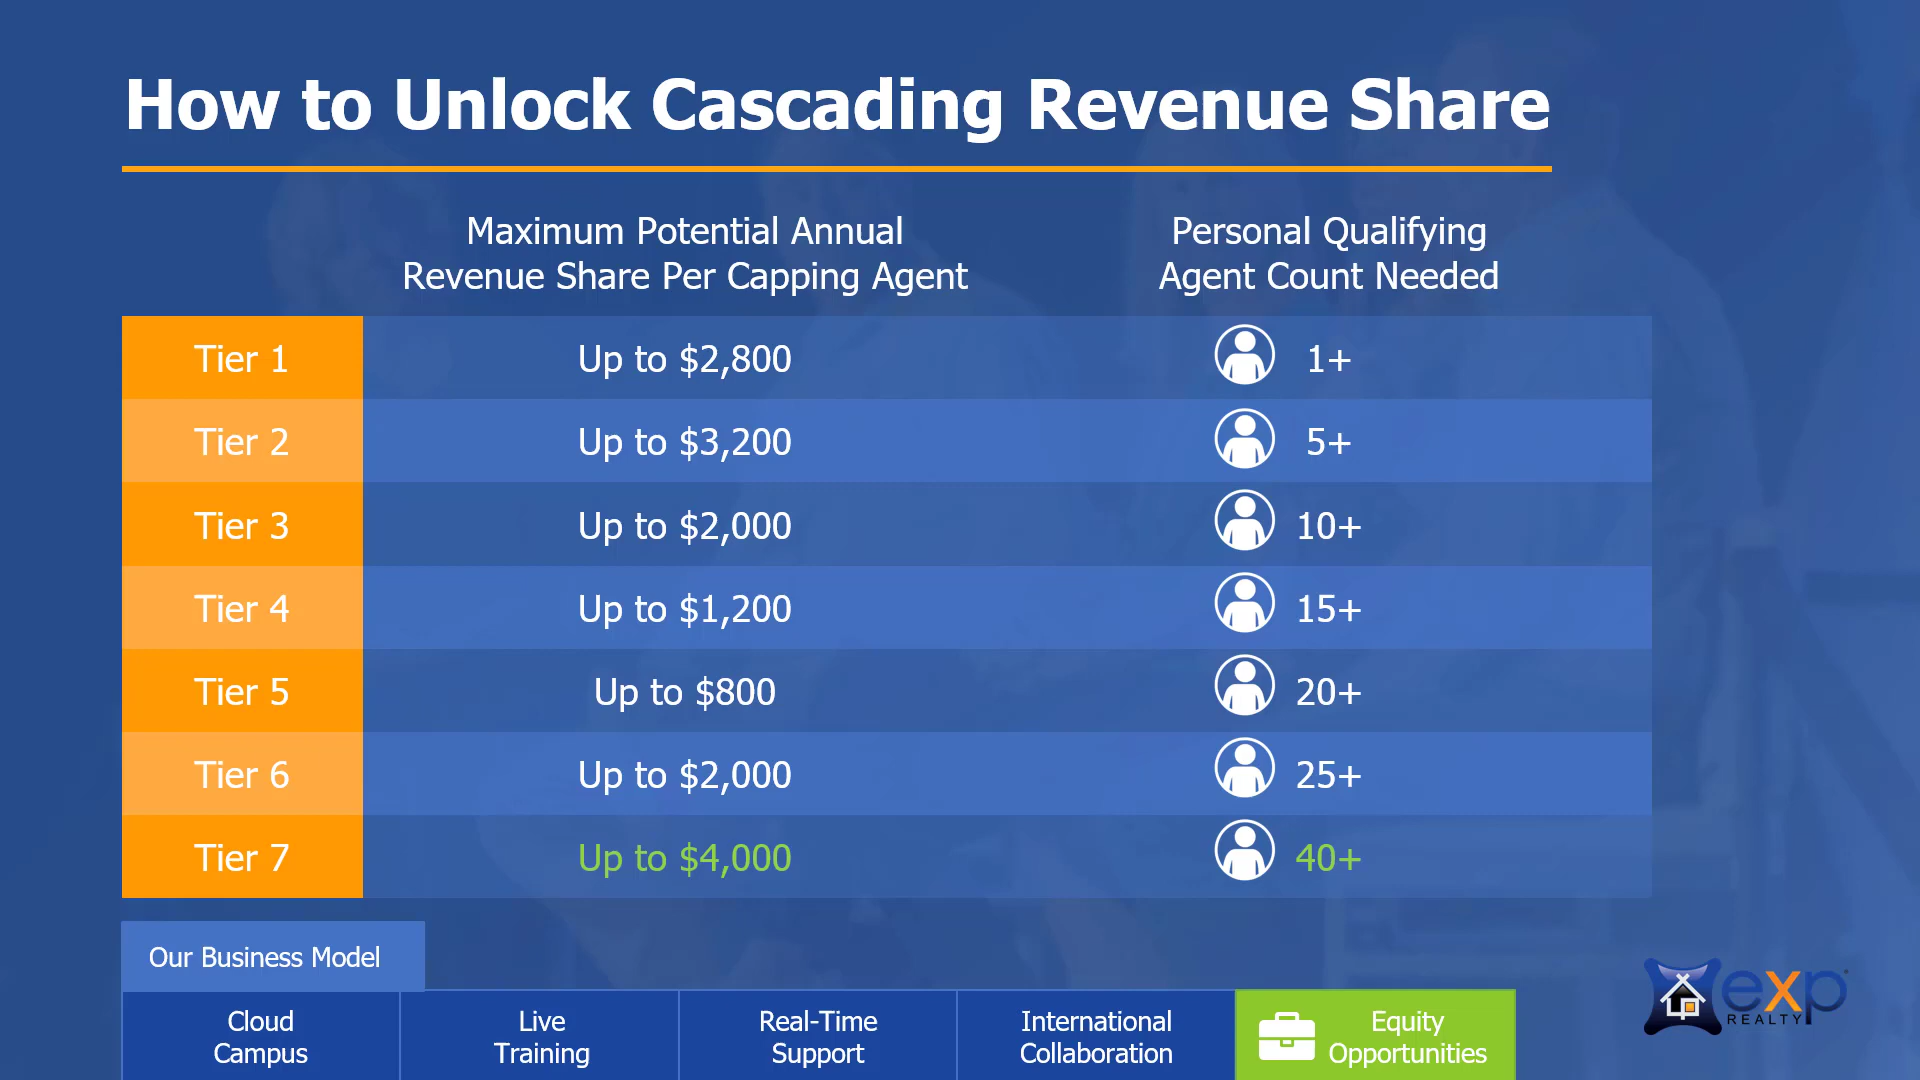 How to Unlock Cascading Revenue Share
Maximum Potential Annual
Revenue Share Per Capping Agent
Personal Qualifying
Agent Count Needed
Tier 1 Up to $2,800 1+
Tier 2 Up to $3,200 5+
Tier 3 Up to $2,000 10+
Tier 4 Up to $1,200 15+
Tier 5 Up to $800 20+
Tier 6 Up to $2,000 25+
Tier 7 Up to $4,000 40+
Our Business Model
Cloud
Campus
Live
Training
Real-Time
Support
International
Collaboration
Equity
Opportunities
exp
REALTY